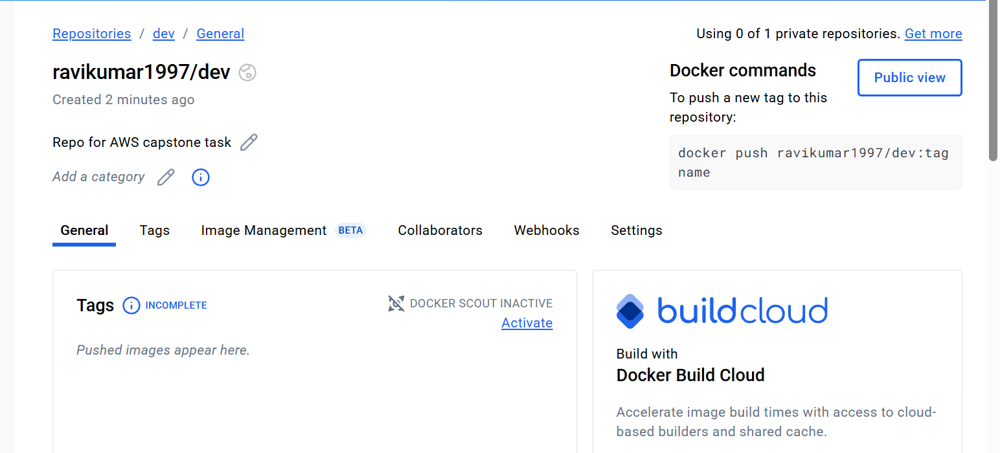 Repositories / dev / General
Using 0 of 1 private repositories. Get more
ravikumar1997/dev
Created 2 minutes ago
Repo for AWS capstone task
Add a category
Docker commands
Public view
To push a new tag to this
repository:
docker push ravikumar1997/dev:tag
name
General Tags Image Management BETA Collaborators Webhooks Settings
Tags INCOMPLETE
DOCKER SCOUT INACTIVE
Activate
Pushed images appear here.
buildcloud
Build with
Docker Build Cloud
Accelerate image build times with access to cloud-
based builders and shared cache.